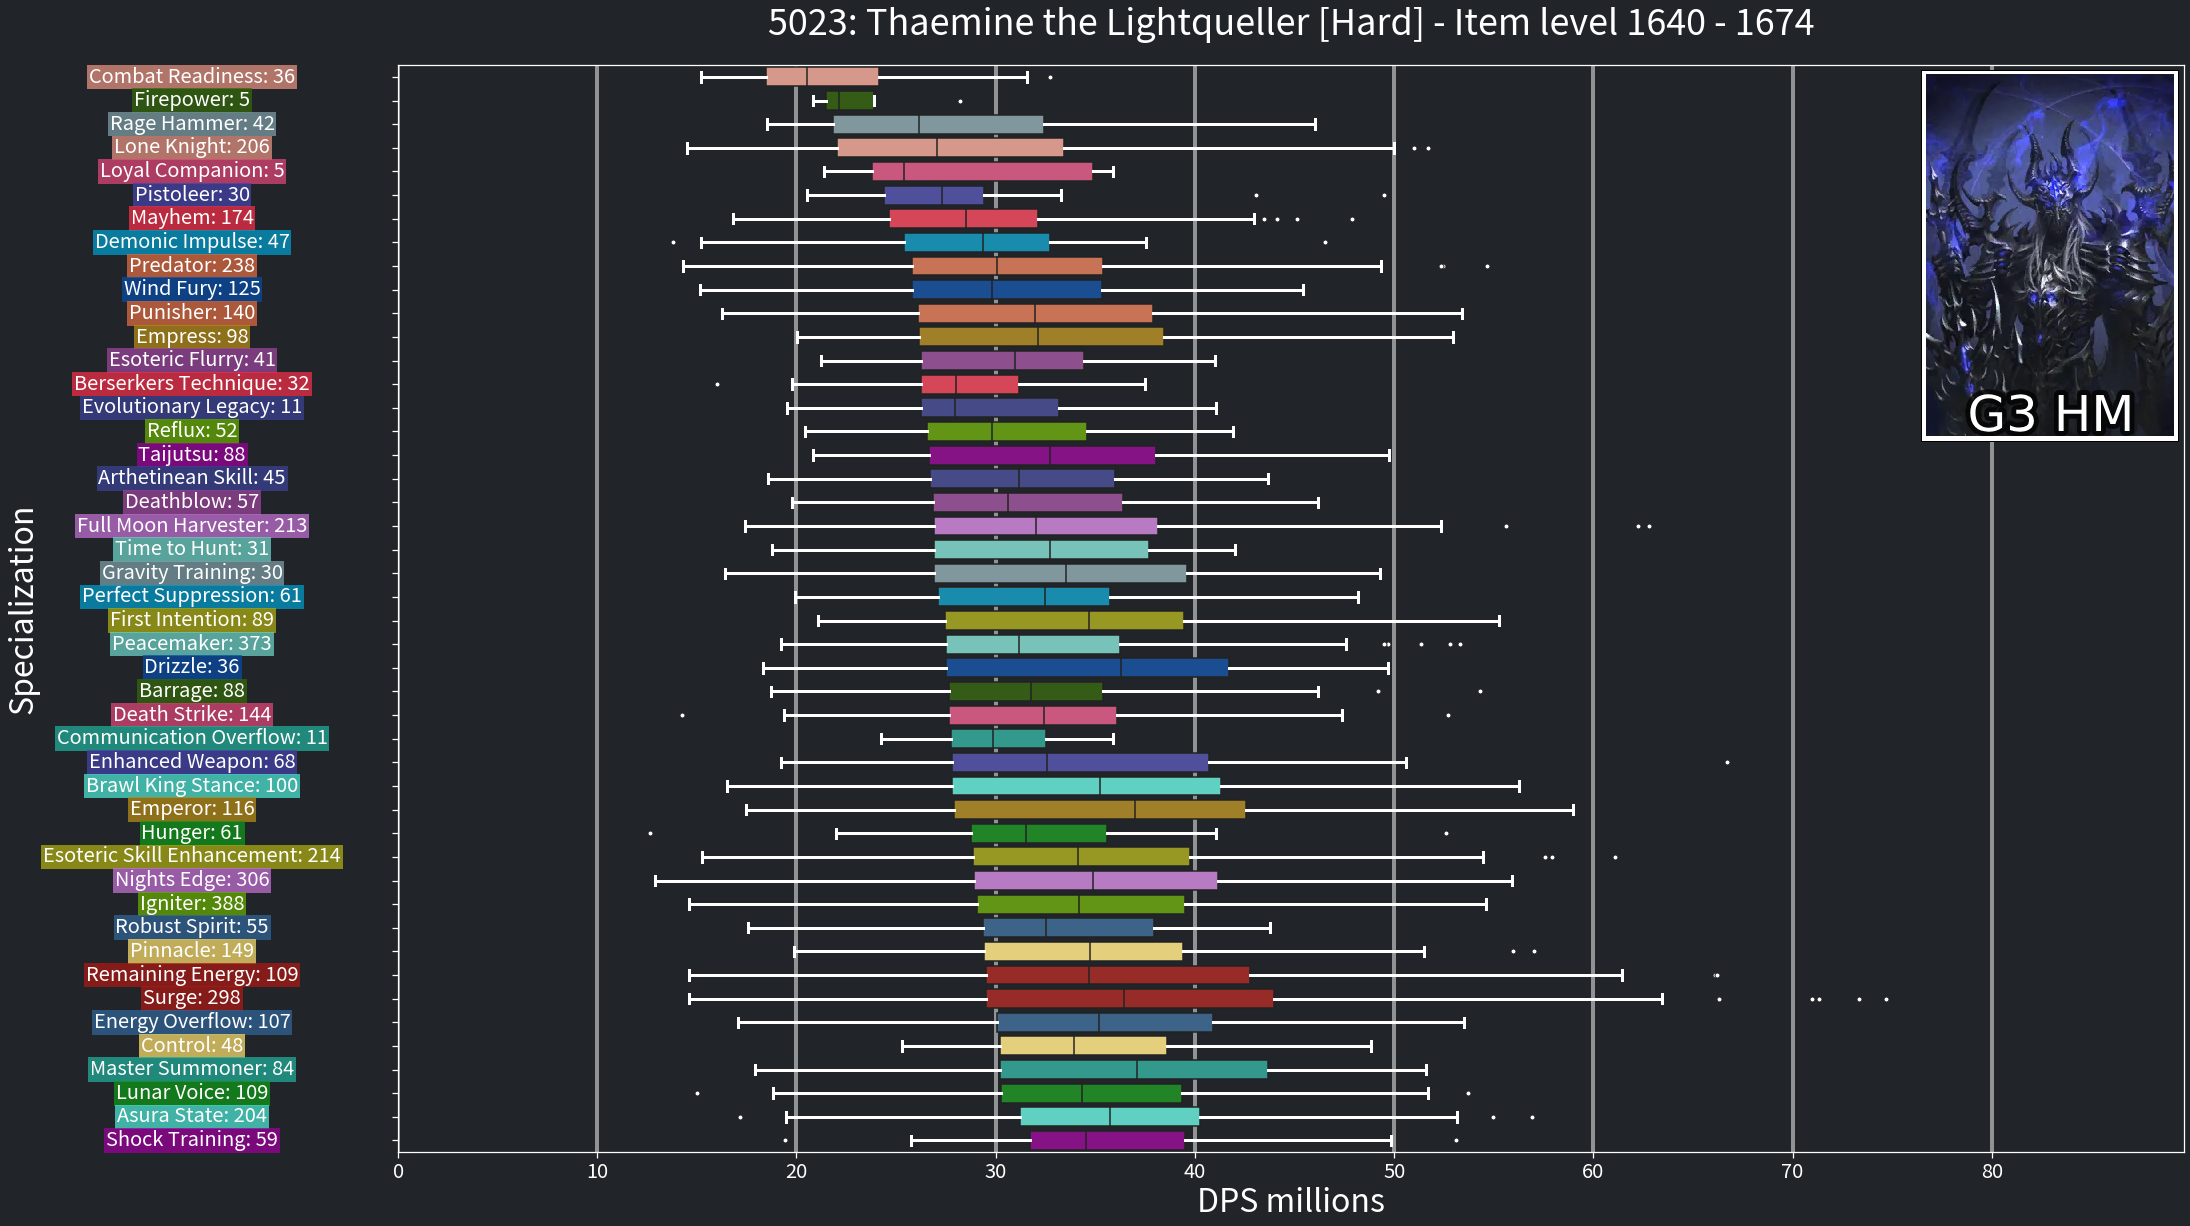 5023: Thaemine the Lightqueller [Hard] - Item level 1640 - 1674
Combat Readiness: 36
Firepower: 5
Rage Hammer: 42
Lone Knight: 206
Loyal Companion: 5
Pistoleer: 30
Mayhem: 174
Demonic Impulse: 47
Predator: 238
Wind Fury: 125
Punisher: 140
Empress: 98
Esoteric Flurry: 41
Berserkers Technique: 32
Evolutionary Legacy: 11
Reflux: 52
Taijutsu: 88
Arthetinean Skill: 45
Deathblow: 57
Full Moon Harvester: 213
Time to Hunt: 31
Gravity Training: 30
Perfect Suppression: 61
First Intention: 89
Peacemaker: 373
Drizzle: 36
Barrage: 88
Death Strike: 144
Communication Overflow: 11
Enhanced Weapon: 68
Brawl King Stance: 100
Emperor: 116
Hunger: 61
Esoteric Skill Enhancement: 214
Nights Edge: 306
Igniter: 388
Robust Spirit: 55
Pinnacle: 149
Remaining Energy: 109
Surge: 298
Energy Overflow: 107
Control: 48
Master Summoner: 84
Lunar Voice: 109
Asura State: 204
Shock Training: 59
Specialization
G3 HM
0 10 20 30 40 50 60 70 80
DPS millions